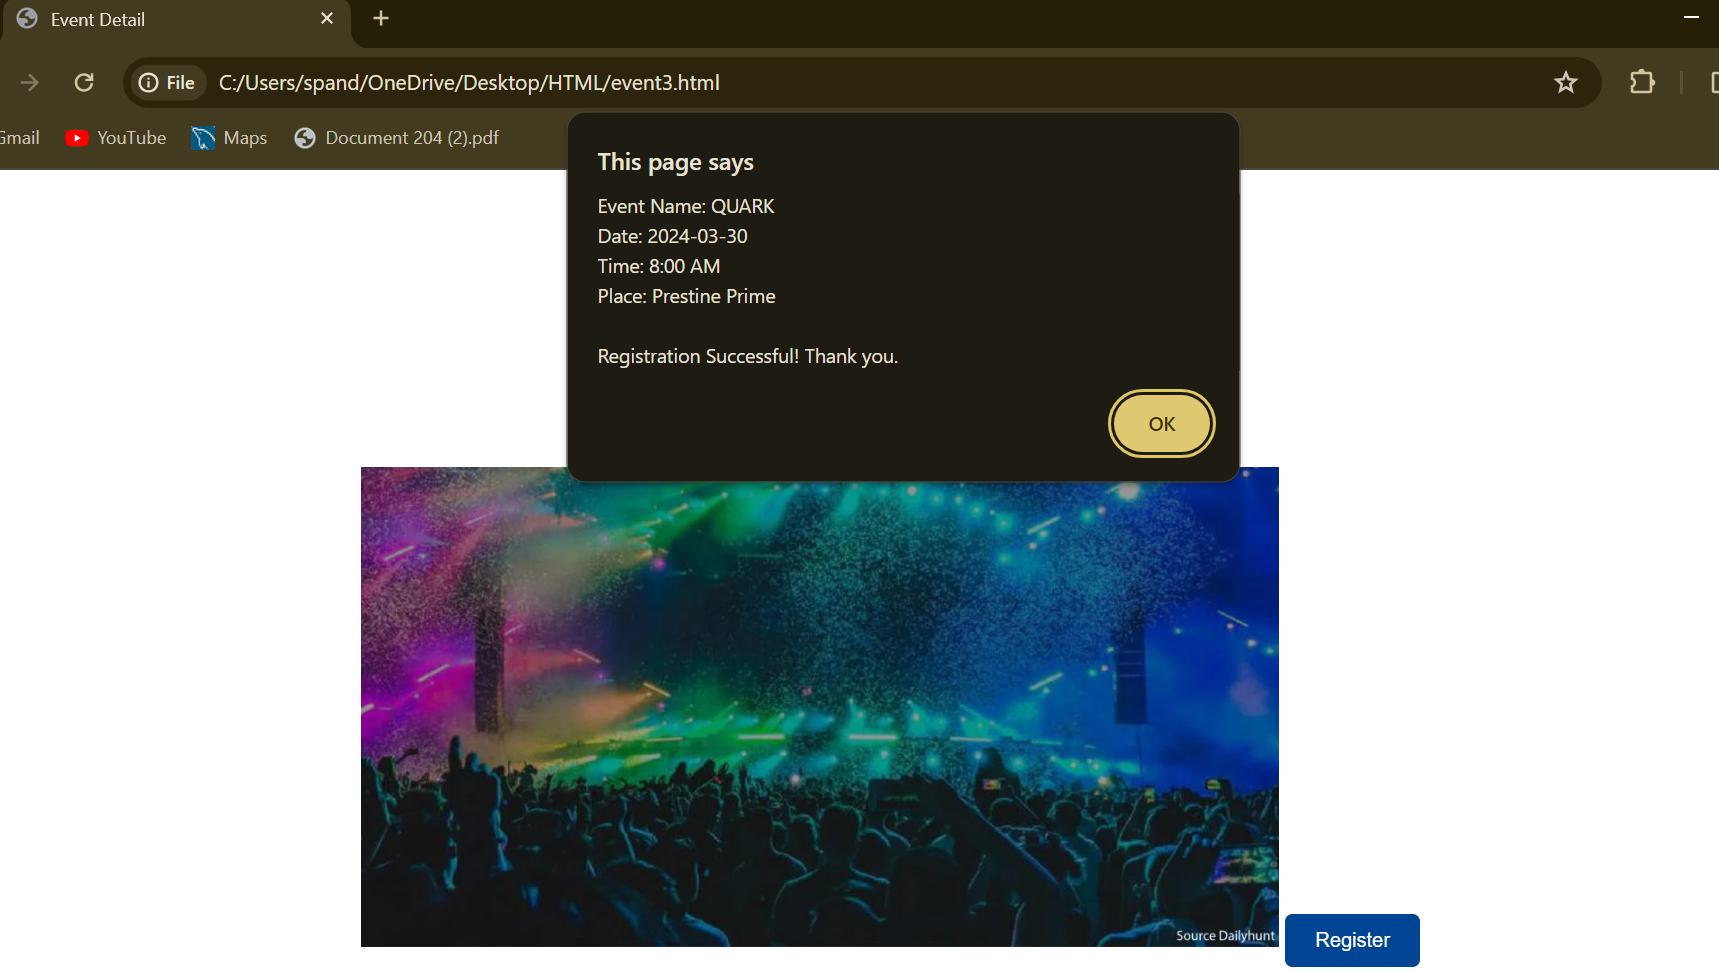 Event Detail
File C:/Users/spand/OneDrive/Desktop/HTML/event3.html
Gmail YouTube Maps Document 204 (2).pdf
This page says
Event Name: QUARK
Date: 2024-03-30
Time: 8:00 AM
Place: Prestine Prime
Registration Successful! Thank you.
OK
Source Dailyhunt
Register